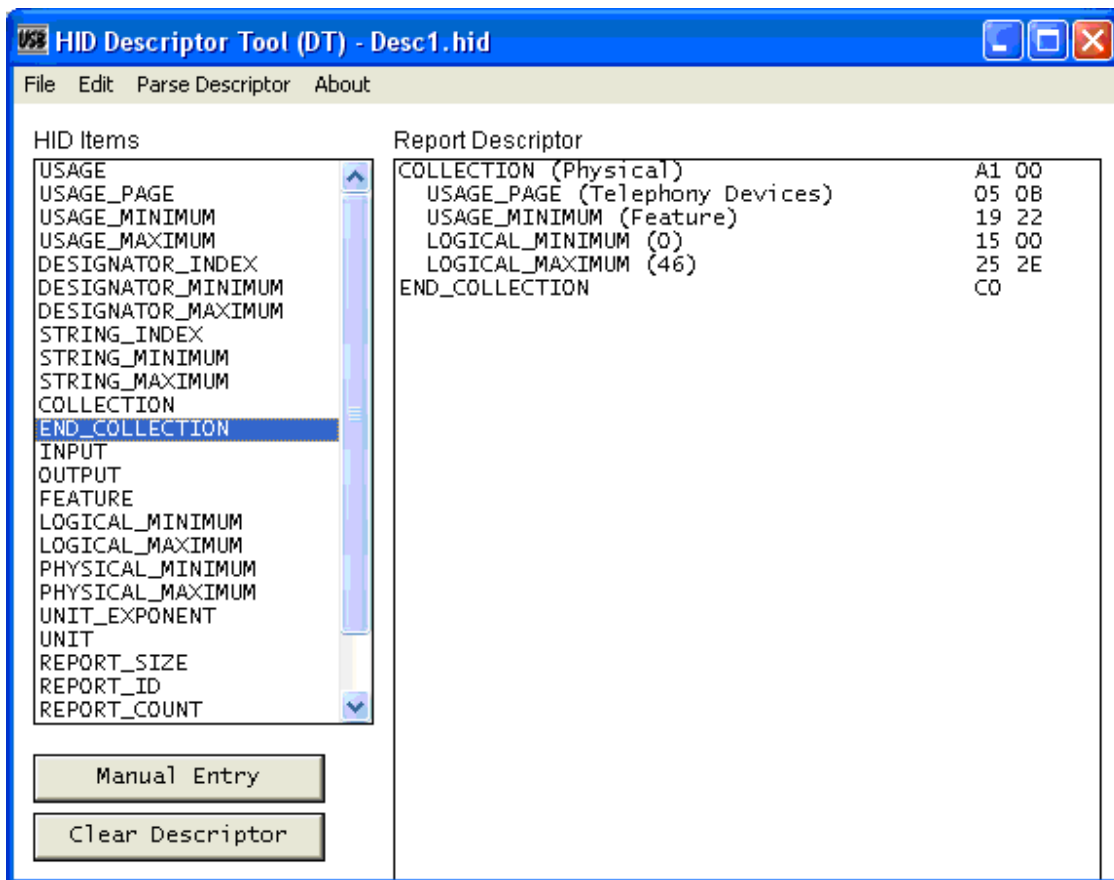 USB HID Descriptor Tool (DT) - Desc1.hid
File Edit Parse Descriptor About
HID Items
USAGE
USAGE_PAGE
USAGE_MINIMUM
USAGE_MAXIMUM
DESIGNATOR_INDEX
DESIGNATOR_MINIMUM
DESIGNATOR_MAXIMUM
STRING_INDEX
STRING_MINIMUM
STRING_MAXIMUM
COLLECTION
END_COLLECTION
INPUT
OUTPUT
FEATURE
LOGICAL_MINIMUM
LOGICAL_MAXIMUM
PHYSICAL_MINIMUM
PHYSICAL_MAXIMUM
UNIT_EXPONENT
UNIT
REPORT_SIZE
REPORT_ID
REPORT_COUNT
Manual Entry
Clear Descriptor
Report Descriptor
COLLECTION (Physical) A1 00
USAGE_PAGE (Telephony Devices) 05 0B
USAGE_MINIMUM (Feature) 19 22
LOGICAL_MINIMUM (0) 15 00
LOGICAL_MAXIMUM (46) 25 2E
END_COLLECTION C0